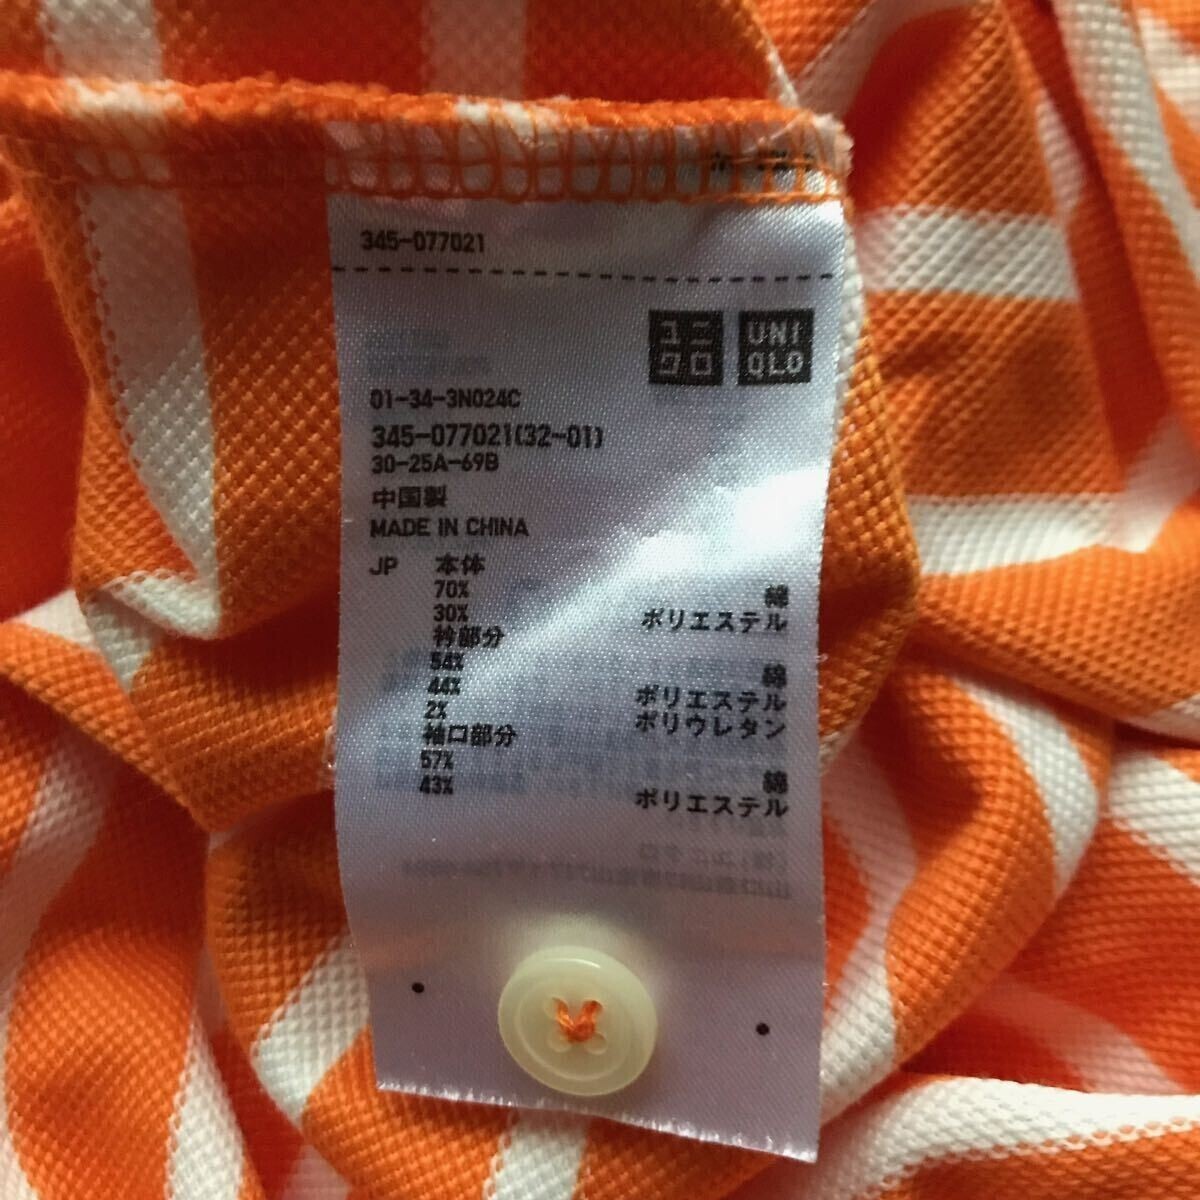 345-077021
ユニ
クロ
UNI
QLO
01-34-3N024C
345-077021(32-01)
30-25A-69B
中国製
MADE IN CHINA
JP 本体
70% 綿
30% ポリエステル
衿部分
54% 綿
44% ポリエステル
2% ポリウレタン
袖口部分
57% 綿
43% ポリエステル